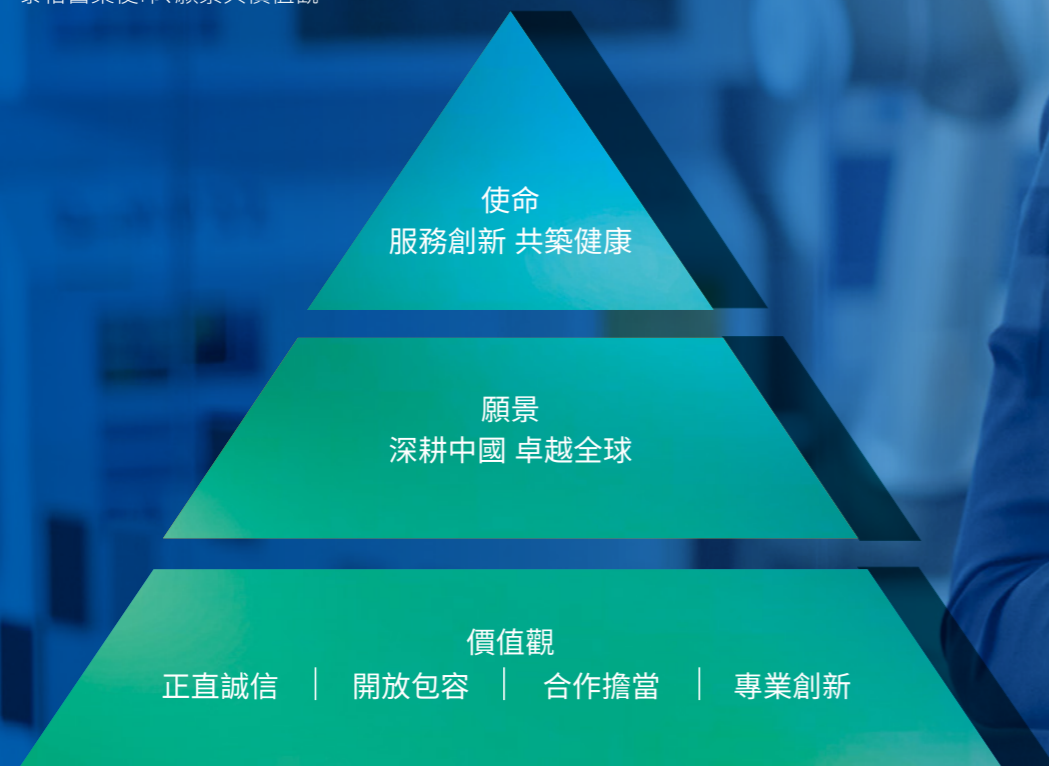 使命
服務創新 共築健康
願景
深耕中國 卓越全球
價值觀
正直誠信 | 開放包容 | 合作擔當 | 專業創新